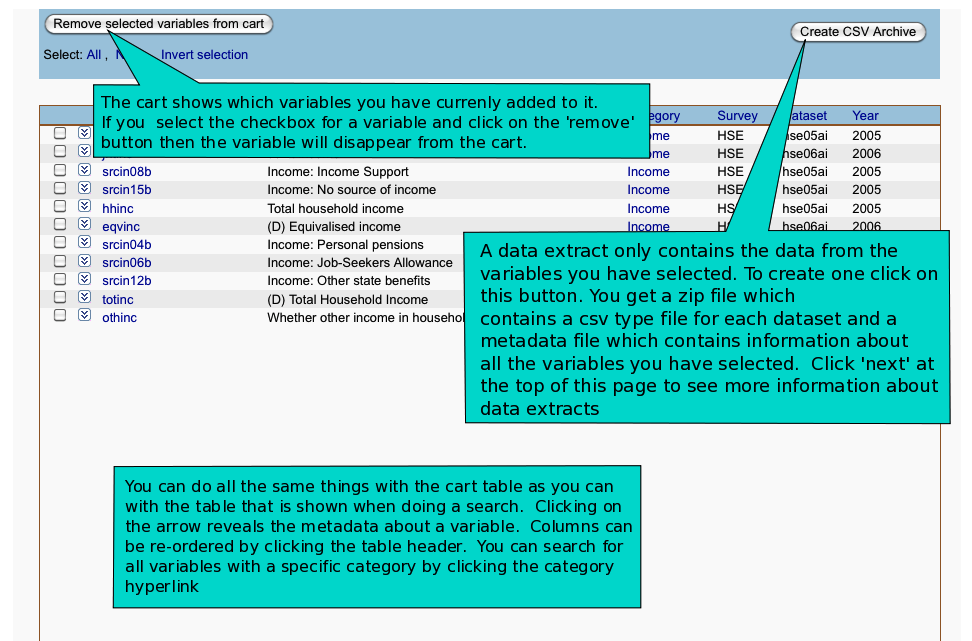 Remove selected variables from cart
Create CSV Archive
Select: All , Invert selection
The cart shows which variables you have currenly added to it.
If you select the checkbox for a variable and click on the 'remove'
button then the variable will disappear from the cart.
Survey Year
HSE hse05ai 2005
HSE hse06ai 2006
srcin08b Income: Income Support Income HSE hse05ai 2005
srcin15b Income: No source of income Income HSE hse05ai 2005
hhinc Total household income Income hse05ai 2005
eqvinc (D) Equivalised income Income hse06ai 2006
srcin04b Income: Personal pensions
srcin06b Income: Job-Seekers Allowance
srcin12b Income: Other state benefits
totinc (D) Total Household Income
othinc Whether other income in
A data extract only contains the data from the
variables you have selected. To create one click on
this button. You get a zip file which
contains a csv type file for each dataset and a
metadata file which contains information about
all the variables you have selected. Click 'next' at
the top of this page to see more information about
data extracts
You can do all the same things with the cart table as you can
with the table that is shown when doing a search. Clicking on
the arrow reveals the metadata about a variable. Columns can
be re-ordered by clicking the table header. You can search for
all variables with a specific category by clicking the category
hyperlink